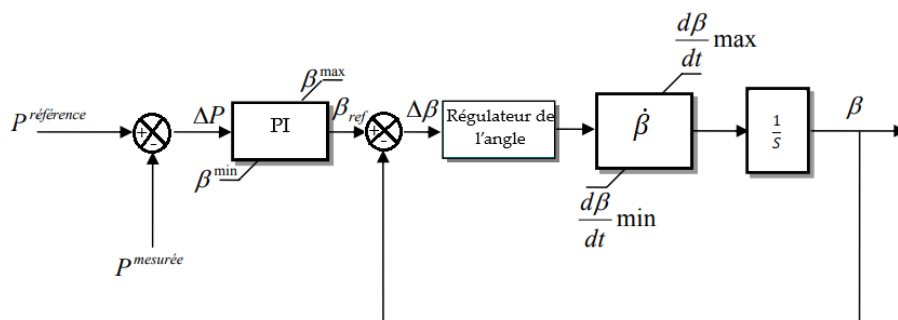 dβ/dt max
β^max
P^référence
+
-
ΔP
PI
β_ref
+
-
Δβ
Régulateur de
l'angle
β̇
1/S
β
β^min
dβ/dt min
P^mesurée